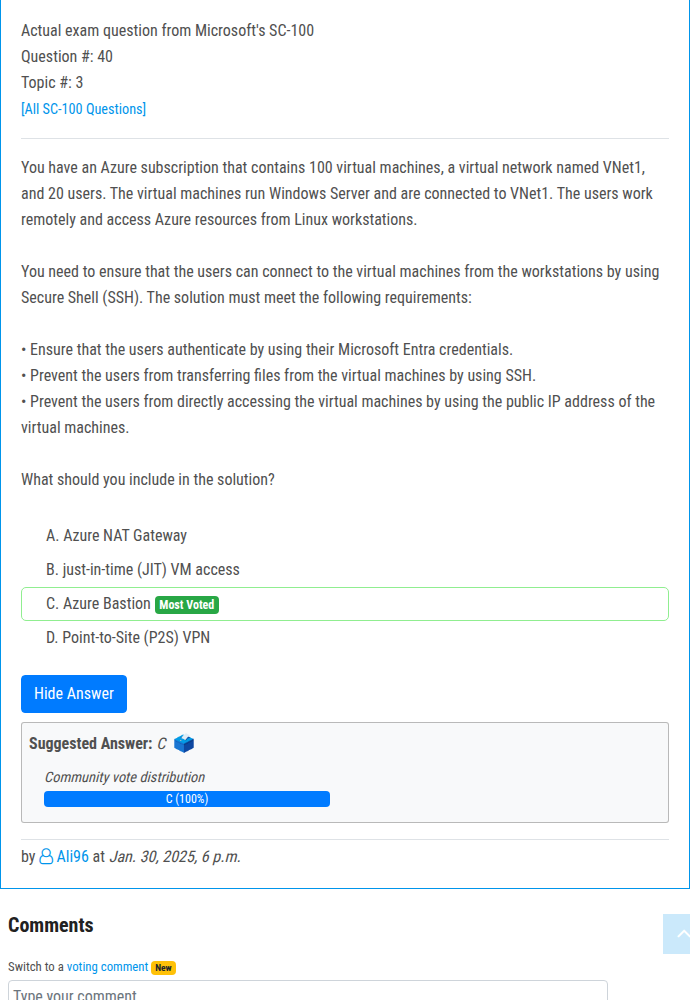 Actual exam question from Microsoft's SC-100
Question #: 40
Topic #: 3
[All SC-100 Questions]
You have an Azure subscription that contains 100 virtual machines, a virtual network named VNet1,
and 20 users. The virtual machines run Windows Server and are connected to VNet1. The users work
remotely and access Azure resources from Linux workstations.
You need to ensure that the users can connect to the virtual machines from the workstations by using
Secure Shell (SSH). The solution must meet the following requirements:
• Ensure that the users authenticate by using their Microsoft Entra credentials.
• Prevent the users from transferring files from the virtual machines by using SSH.
• Prevent the users from directly accessing the virtual machines by using the public IP address of the
virtual machines.
What should you include in the solution?
A. Azure NAT Gateway
B. just-in-time (JIT) VM access
C. Azure Bastion Most Voted
D. Point-to-Site (P2S) VPN
Hide Answer
Suggested Answer: C
Community vote distribution
C (100%)
by Ali96 at Jan. 30, 2025, 6 p.m.
Comments
Switch to a voting comment New
Type your comment